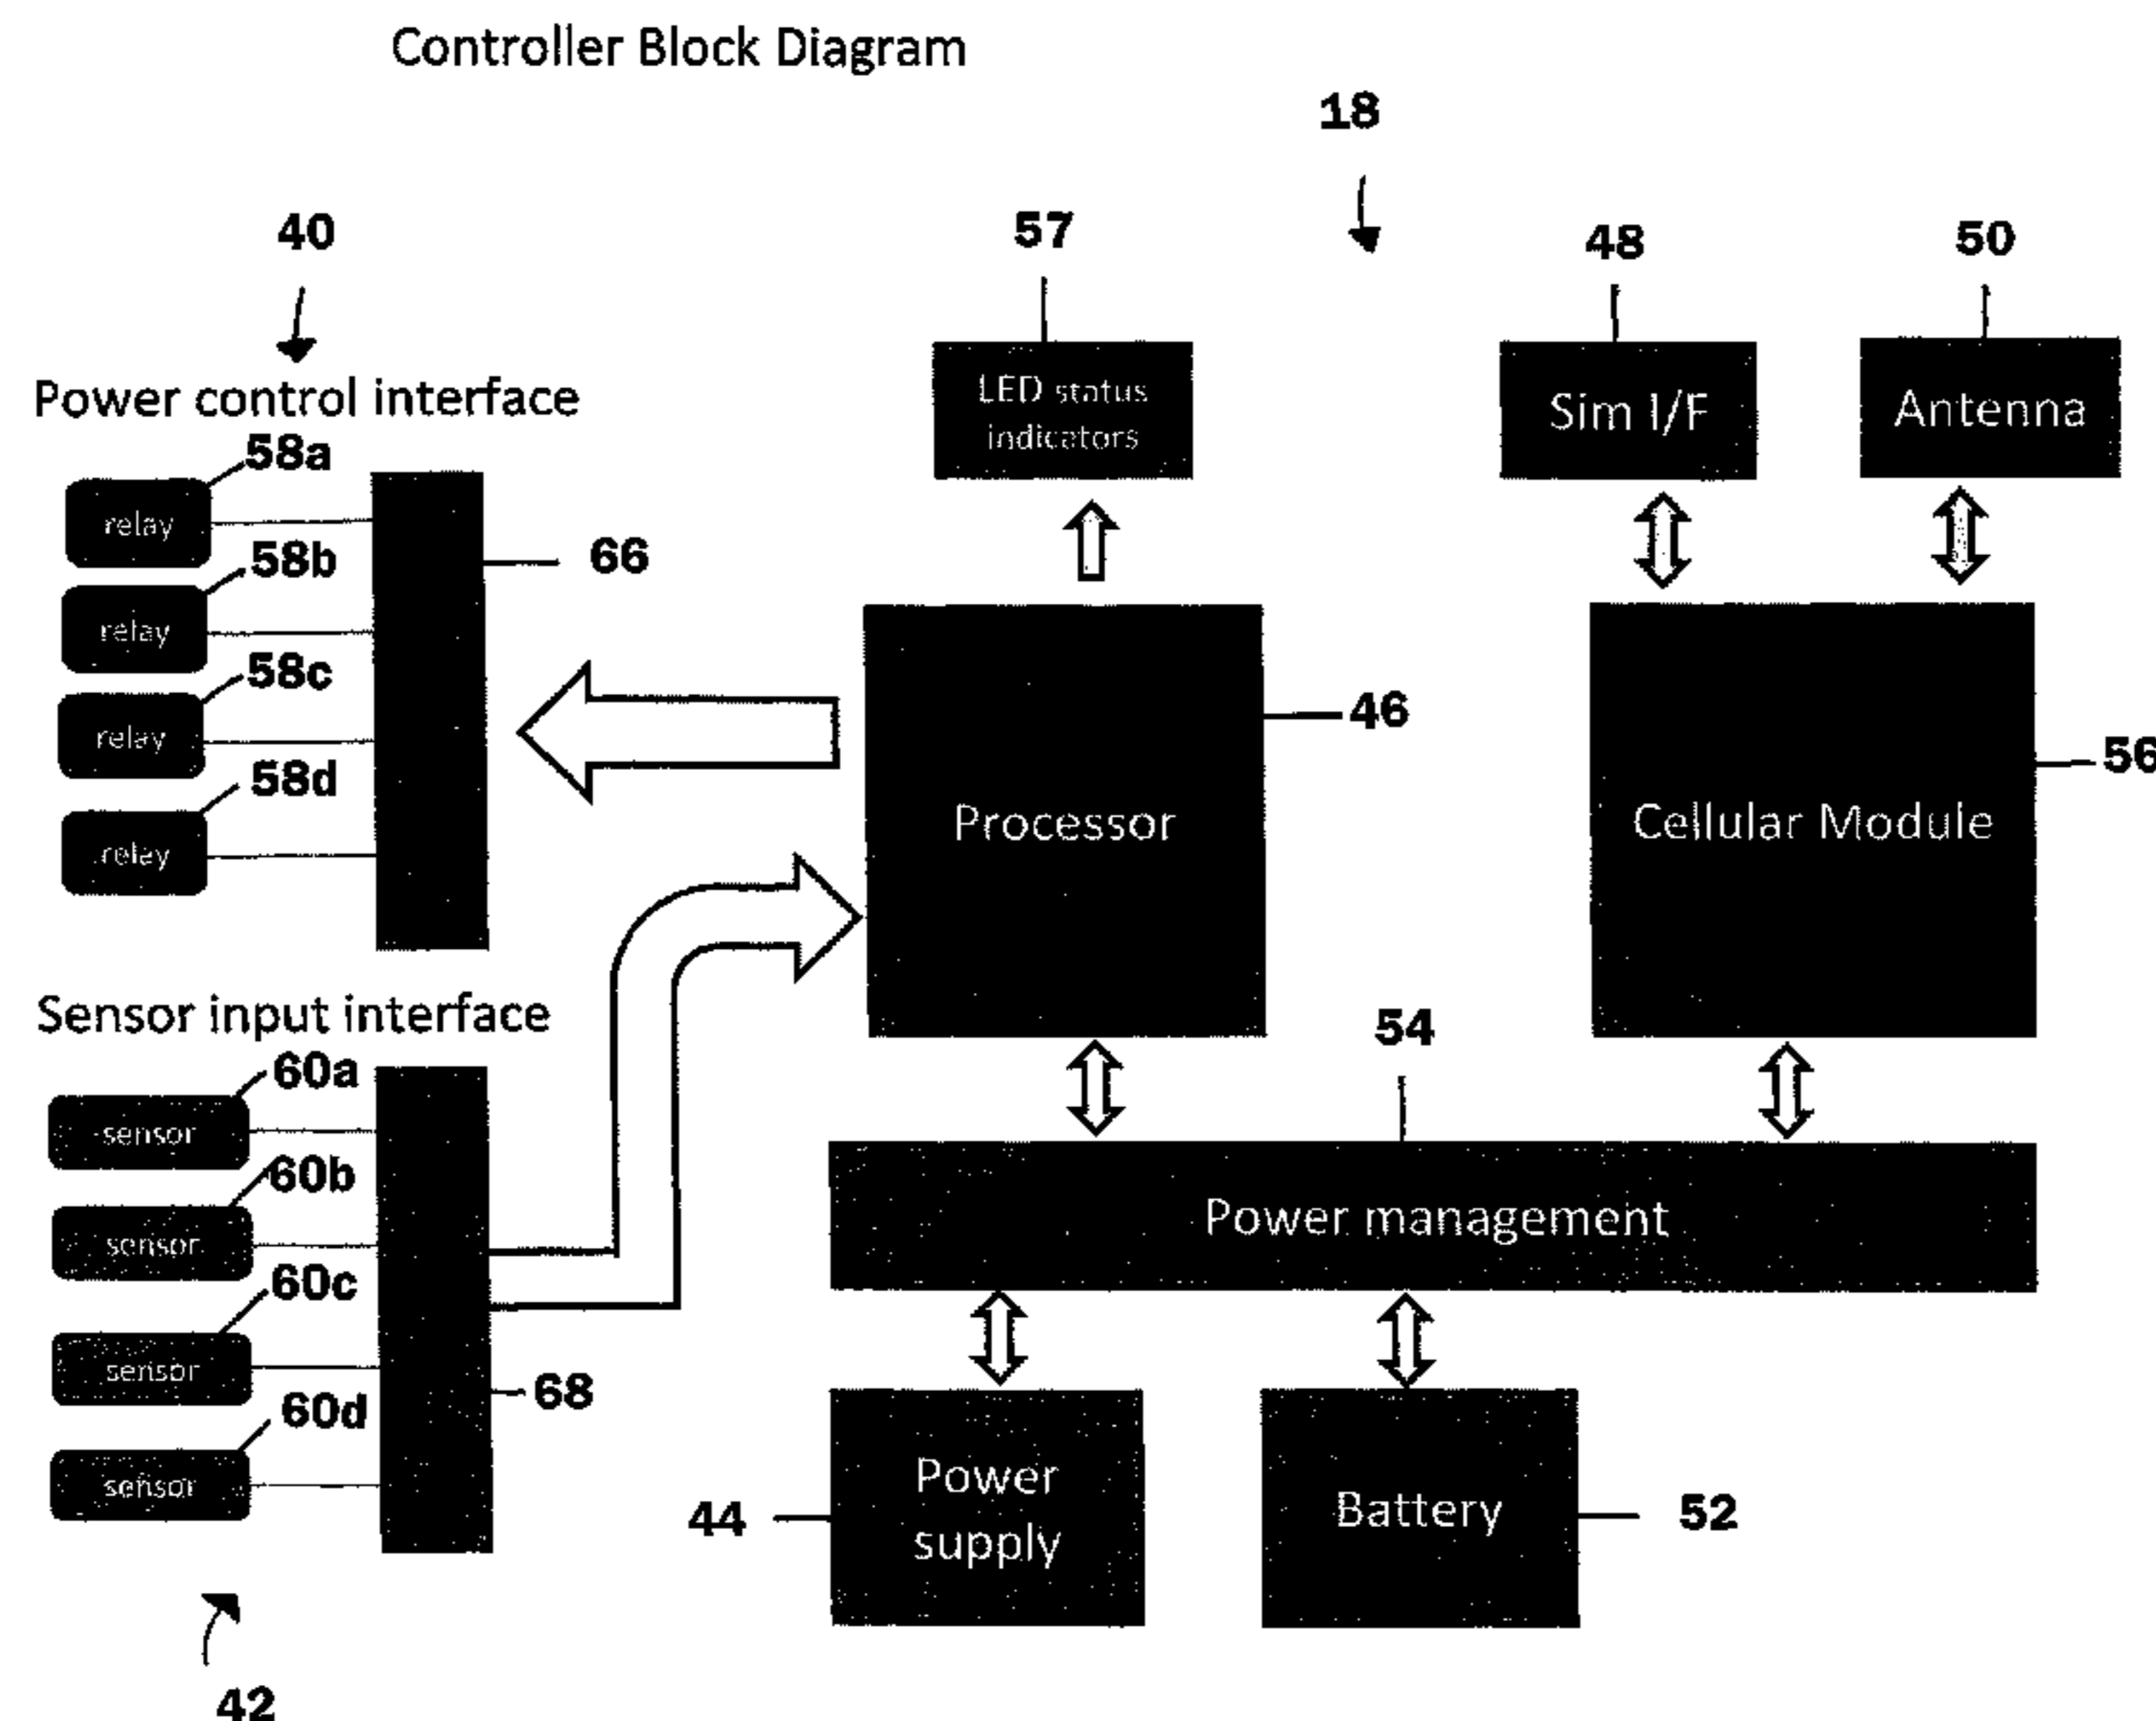 Controller Block Diagram
18
40
57
48
50
Power control interface
LED status
indicators
Sim I/F
Antenna
58a
relay
58b
66
relay
58c
46
relay
56
58d
Processor
Cellular Module
relay
Sensor input interface
54
60a
sensor
60b
Power management
sensor
60c
sensor
68
60d
Power
supply
Battery
sensor
44
52
42